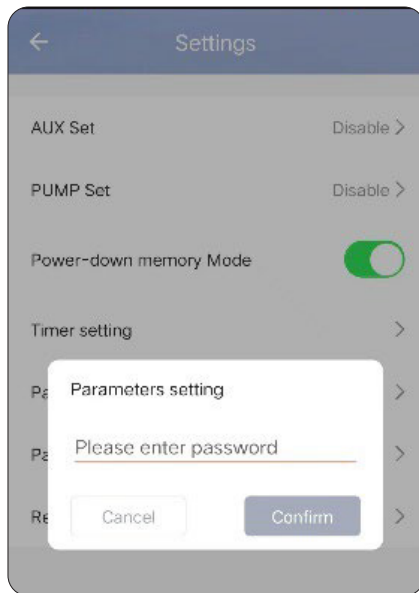 Settings
AUX Set Disable
PUMP Set Disable
Power-down memory Mode
Timer setting
Parameters setting
Please enter password
Cancel Confirm